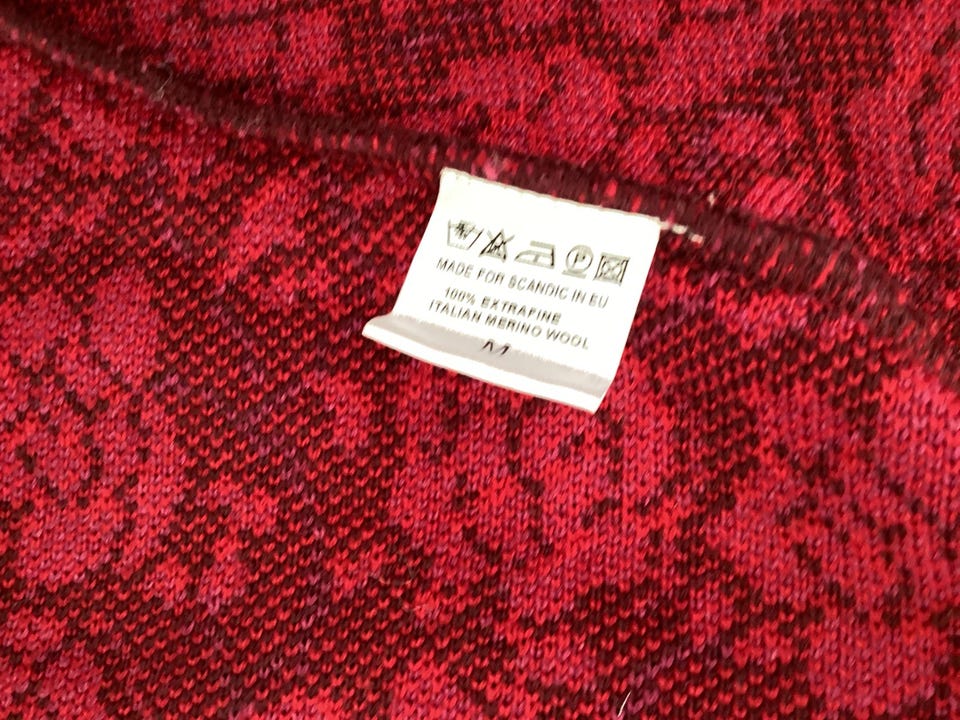 P
MADE FOR SCANDIC IN EU
100% EXTRAFINE
ITALIAN MERINO WOOL
M